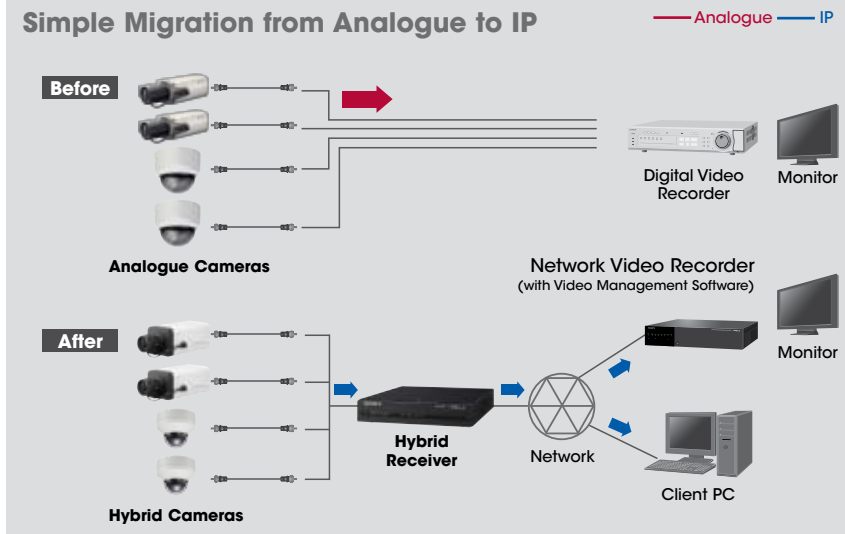 Simple Migration from Analogue to IP
Analogue
IP
Before
Digital Video
Recorder
Monitor
Analogue Cameras
Network Video Recorder
(with Video Management Software)
After
Monitor
Hybrid
Receiver
Network
Client PC
Hybrid Cameras